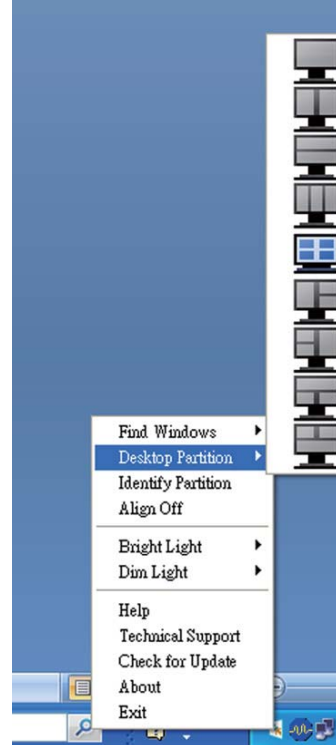 Find Windows
Desktop Partition
Identify Partition
Align Off
Bright Light
Dim Light
Help
Technical Support
Check for Update
About
Exit